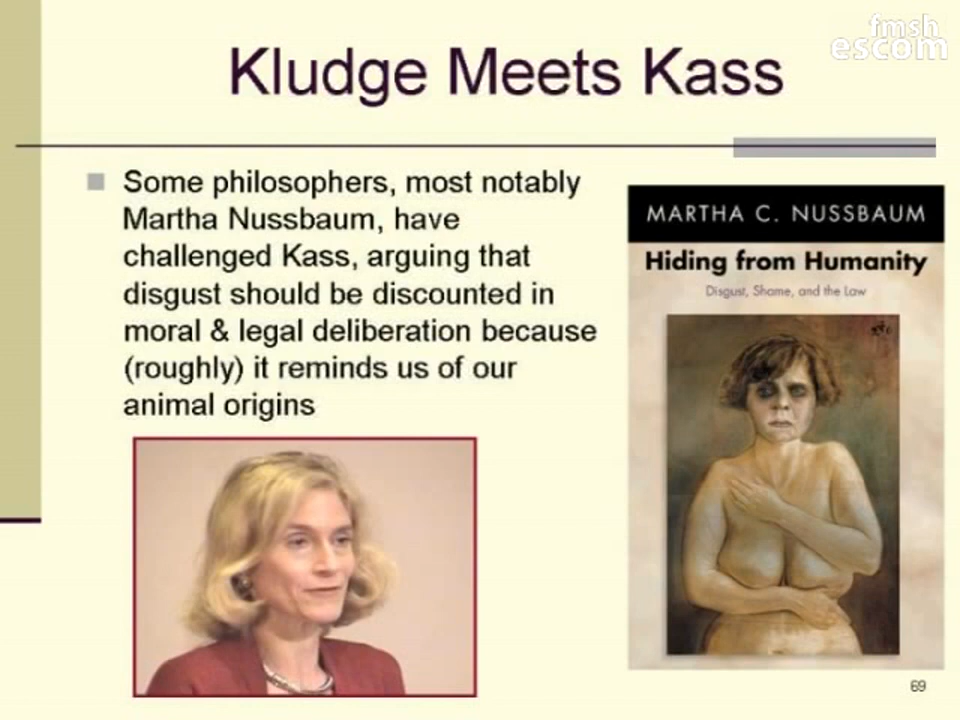 fmsh
escom
Kludge Meets Kass
Some philosophers, most notably
Martha Nussbaum, have
challenged Kass, arguing that
disgust should be discounted in
moral & legal deliberation because
(roughly) it reminds us of our
animal origins
MARTHA C. NUSSBAUM
Hiding from Humanity
Disgust, Shame, and the Law
69